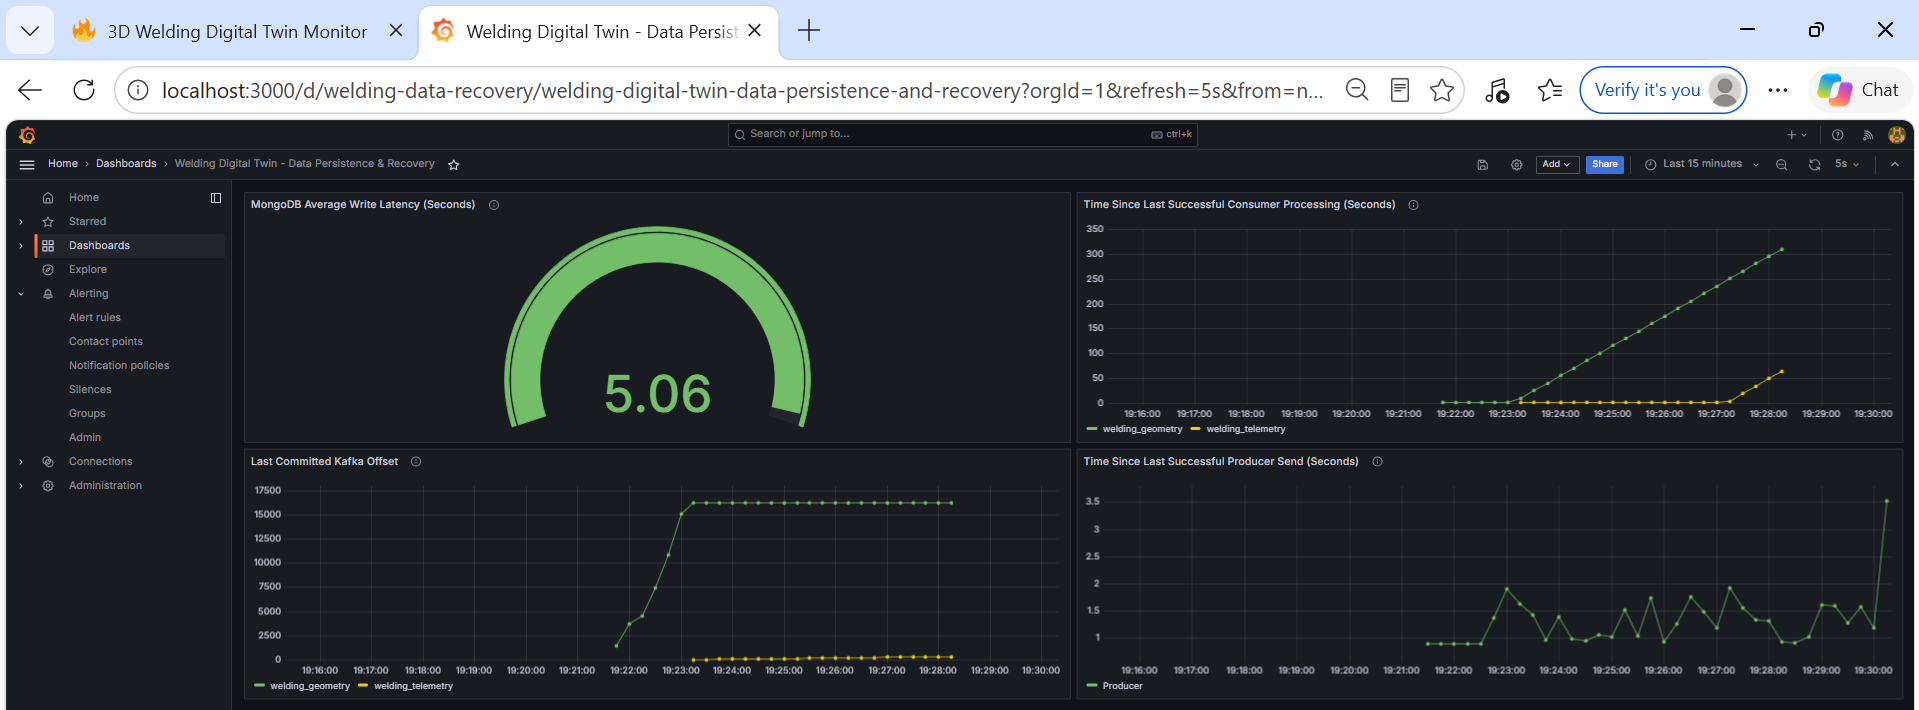 3D Welding Digital Twin Monitor
Welding Digital Twin - Data Persist
localhost:3000/d/welding-data-recovery/welding-digital-twin-data-persistence-and-recovery?orgId=1&refresh=5s&from=n...
Verify it's you
Chat
Search or jump to...
ctrl+k
Home › Dashboards › Welding Digital Twin - Data Persistence & Recovery
Add
Share
Last 15 minutes
5s
Home
Starred
Dashboards
Explore
Alerting
Alert rules
Contact points
Notification policies
Silences
Groups
Admin
Connections
Administration
MongoDB Average Write Latency (Seconds)
5.06
Time Since Last Successful Consumer Processing (Seconds)
350
300
250
200
150
100
50
0
19:16:00 19:17:00 19:18:00 19:19:00 19:20:00 19:21:00 19:22:00 19:23:00 19:24:00 19:25:00 19:26:00 19:27:00 19:28:00 19:29:00 19:30:00
welding_geometry welding_telemetry
Last Committed Kafka Offset
17500
15000
12500
10000
7500
5000
2500
0
19:16:00 19:17:00 19:18:00 19:19:00 19:20:00 19:21:00 19:22:00 19:23:00 19:24:00 19:25:00 19:26:00 19:27:00 19:28:00 19:29:00 19:30:00
welding_geometry welding_telemetry
Time Since Last Successful Producer Send (Seconds)
3.5
3
2.5
2
1.5
1
19:16:00 19:17:00 19:18:00 19:19:00 19:20:00 19:21:00 19:22:00 19:23:00 19:24:00 19:25:00 19:26:00 19:27:00 19:28:00 19:29:00 19:30:00
Producer